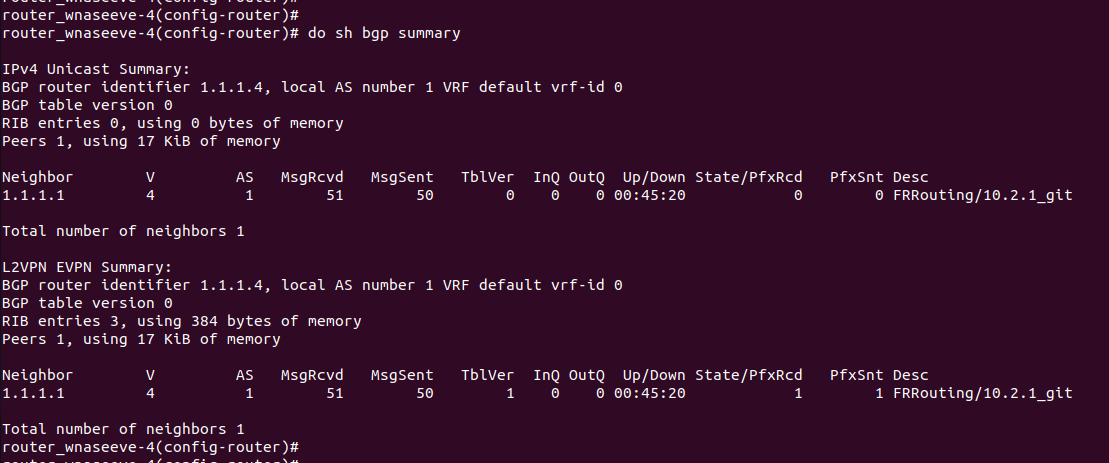 router_wnaseeve-4(config-router)#
router_wnaseeve-4(config-router)#
router_wnaseeve-4(config-router)# do sh bgp summary
IPv4 Unicast Summary:
BGP router identifier 1.1.1.4, local AS number 1 VRF default vrf-id 0
BGP table version 0
RIB entries 0, using 0 bytes of memory
Peers 1, using 17 KiB of memory
Neighbor        V         AS   MsgRcvd   MsgSent   TblVer  InQ OutQ  Up/Down State/PfxRcd   PfxSnt Desc
1.1.1.1         4          1        51        50        0    0    0 00:45:20            0        0 FRRouting/10.2.1_git
Total number of neighbors 1
L2VPN EVPN Summary:
BGP router identifier 1.1.1.4, local AS number 1 VRF default vrf-id 0
BGP table version 0
RIB entries 3, using 384 bytes of memory
Peers 1, using 17 KiB of memory
Neighbor        V         AS   MsgRcvd   MsgSent   TblVer  InQ OutQ  Up/Down State/PfxRcd   PfxSnt Desc
1.1.1.1         4          1        51        50        1    0    0 00:45:20            1        1 FRRouting/10.2.1_git
Total number of neighbors 1
router_wnaseeve-4(config-router)#
router_wnaseeve-4(config-router)#